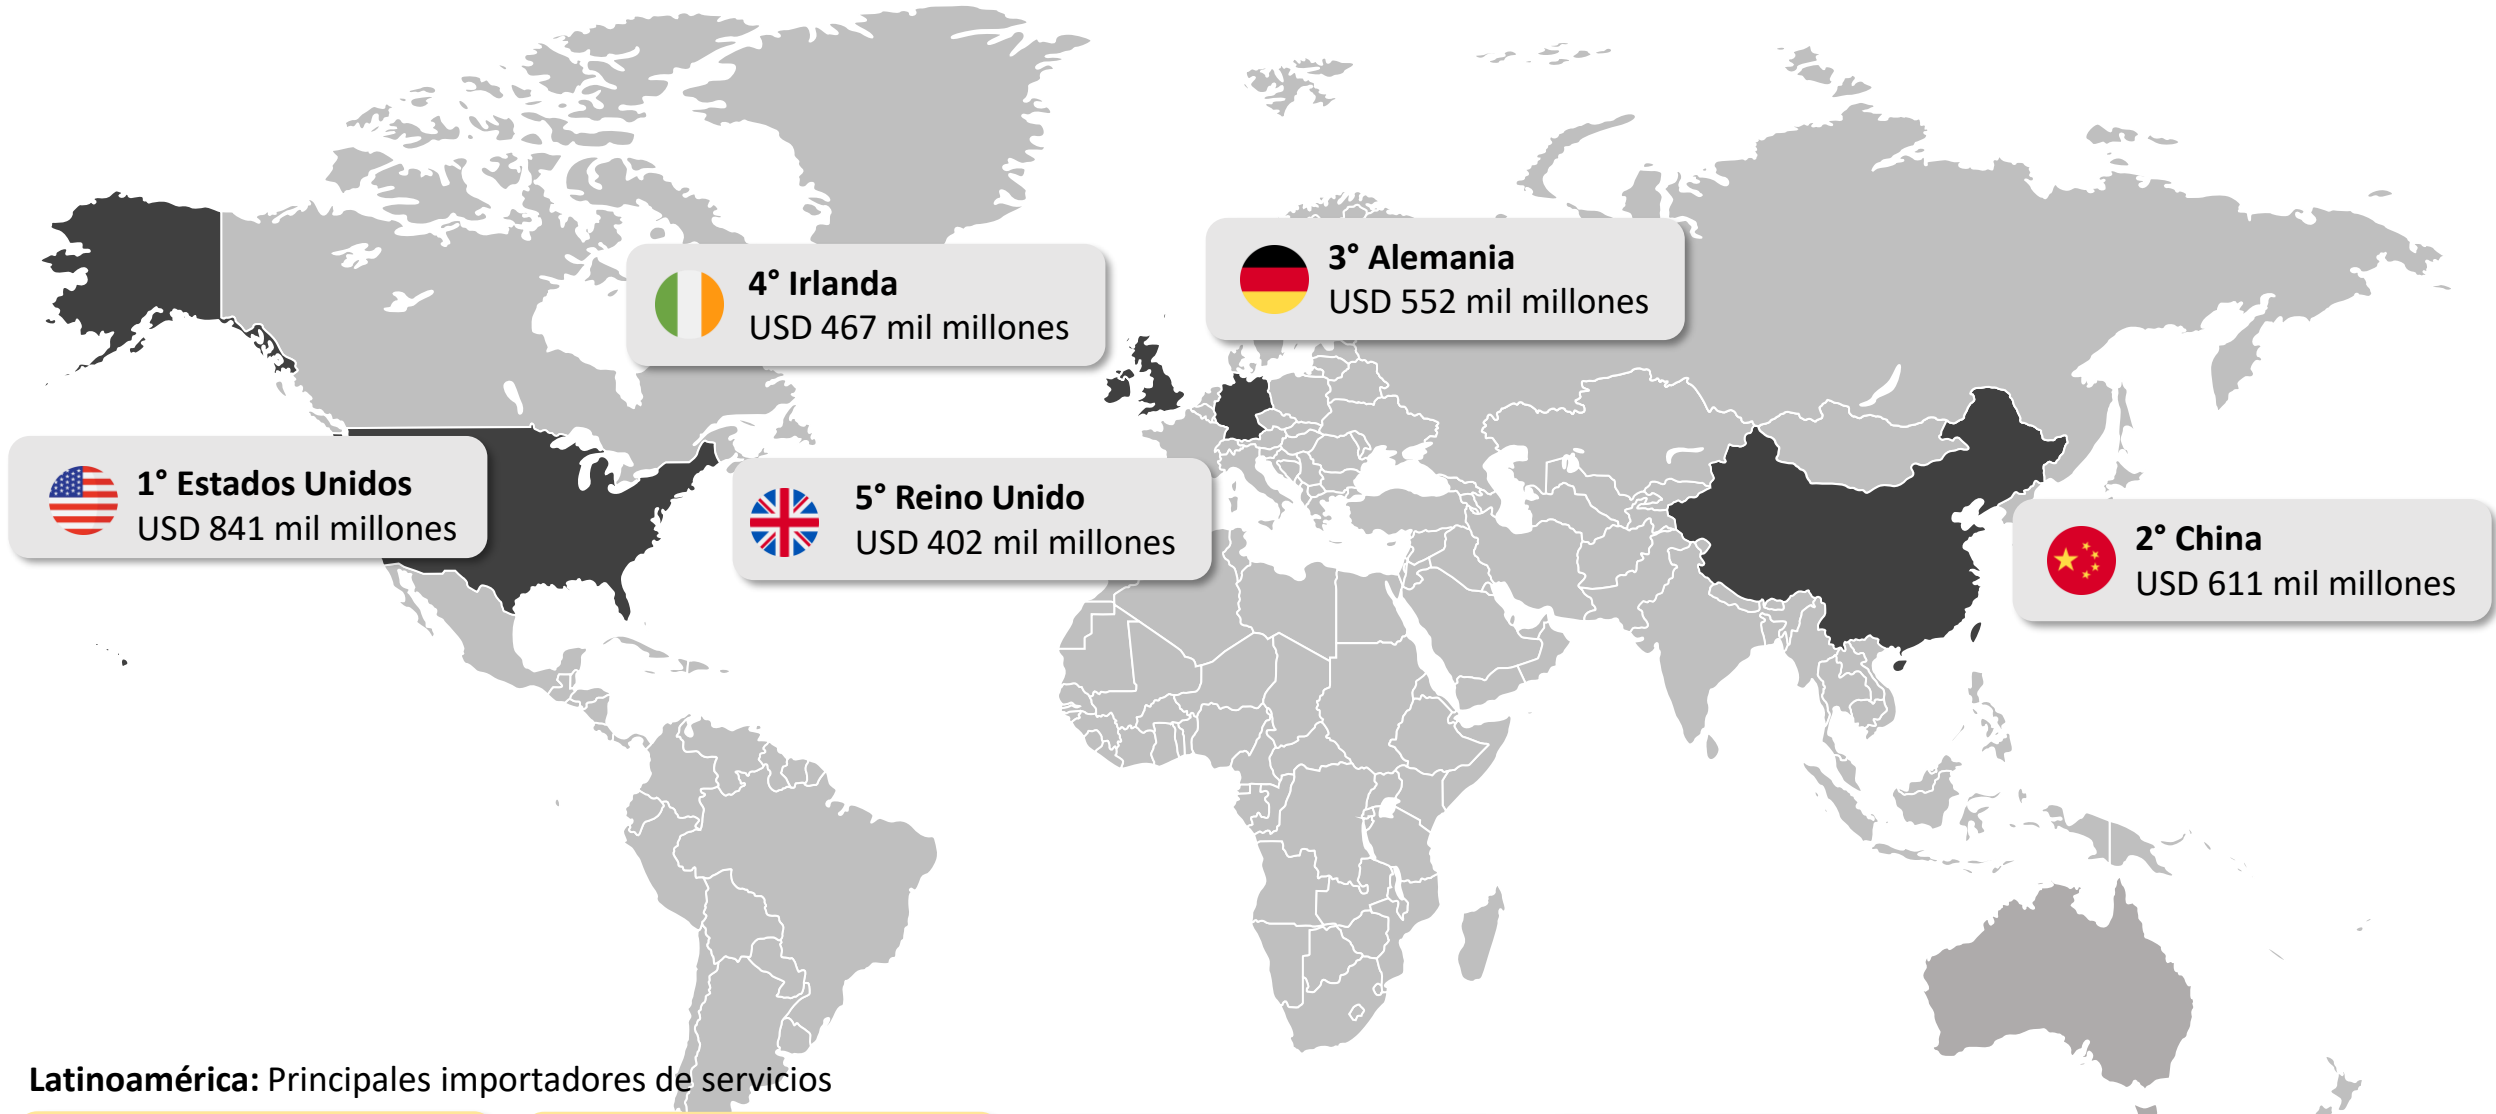 3° Alemania
USD 552 mil millones
4° Irlanda
USD 467 mil millones
1° Estados Unidos
USD 841 mil millones
5° Reino Unido
USD 402 mil millones
2° China
USD 611 mil millones
Latinoamérica: Principales importadores de servicios